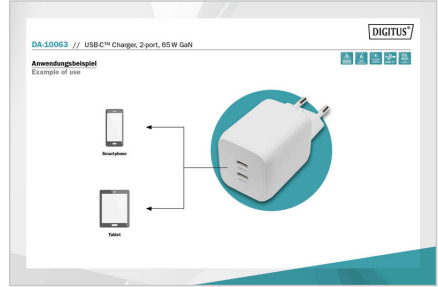 DIGITUS®
DA-10063 // USB-C™ Charger, 2-port, 65 W GaN
Anwendungsbeispiel
Example of use
Smartphone
Tablet